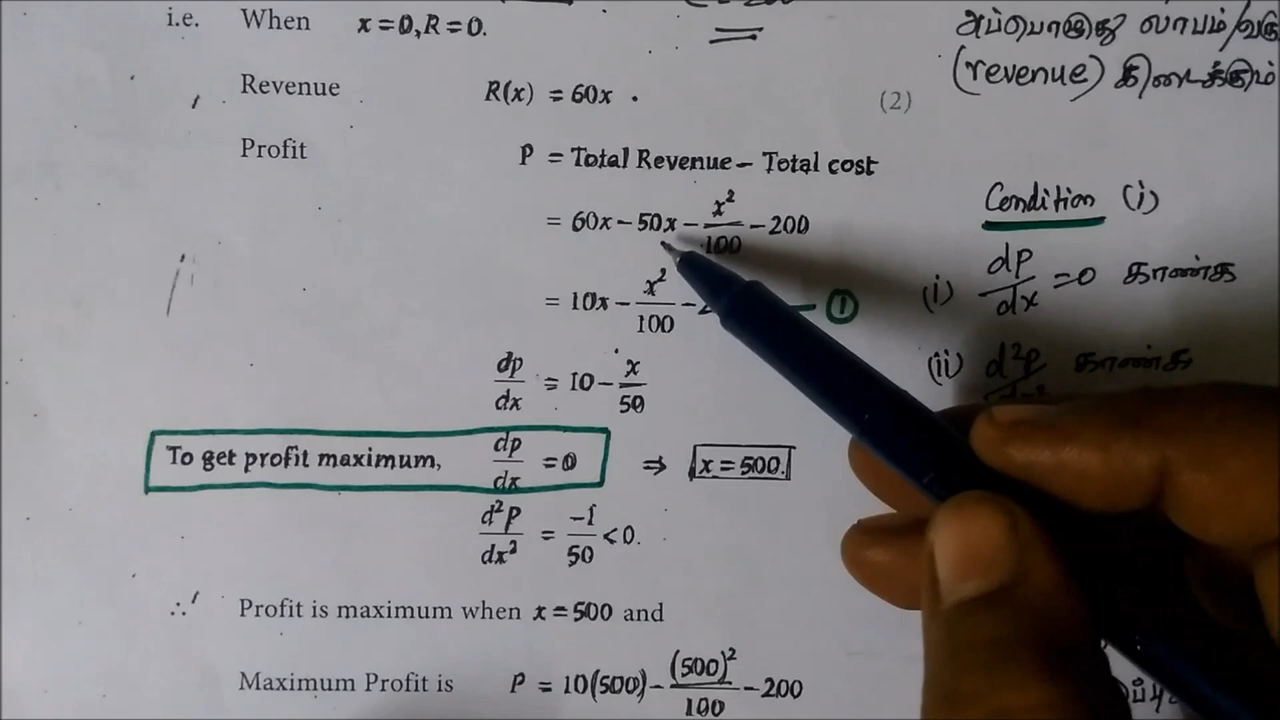 i.e. When x = 0, R = 0.
Revenue R(x) = 60x .
(2)
Profit P = Total Revenue – Total cost
= 60x – 50x – x²/100 – 200
= 10x – x²/100 – ①
dp/dx = 10 – x/50
To get profit maximum, dp/dx = 0 ⇒ x = 500.
d²P/dx² = –1/50 < 0.
∴ Profit is maximum when x = 500 and
Maximum Profit is P = 10(500) – (500)²/100 – 200
அப்பொழுது லாபம்/வரு
(revenue) கிடைக்கும்
Condition (i)
(i) dp/dx = 0 காண்க
(ii) d²p காண்க